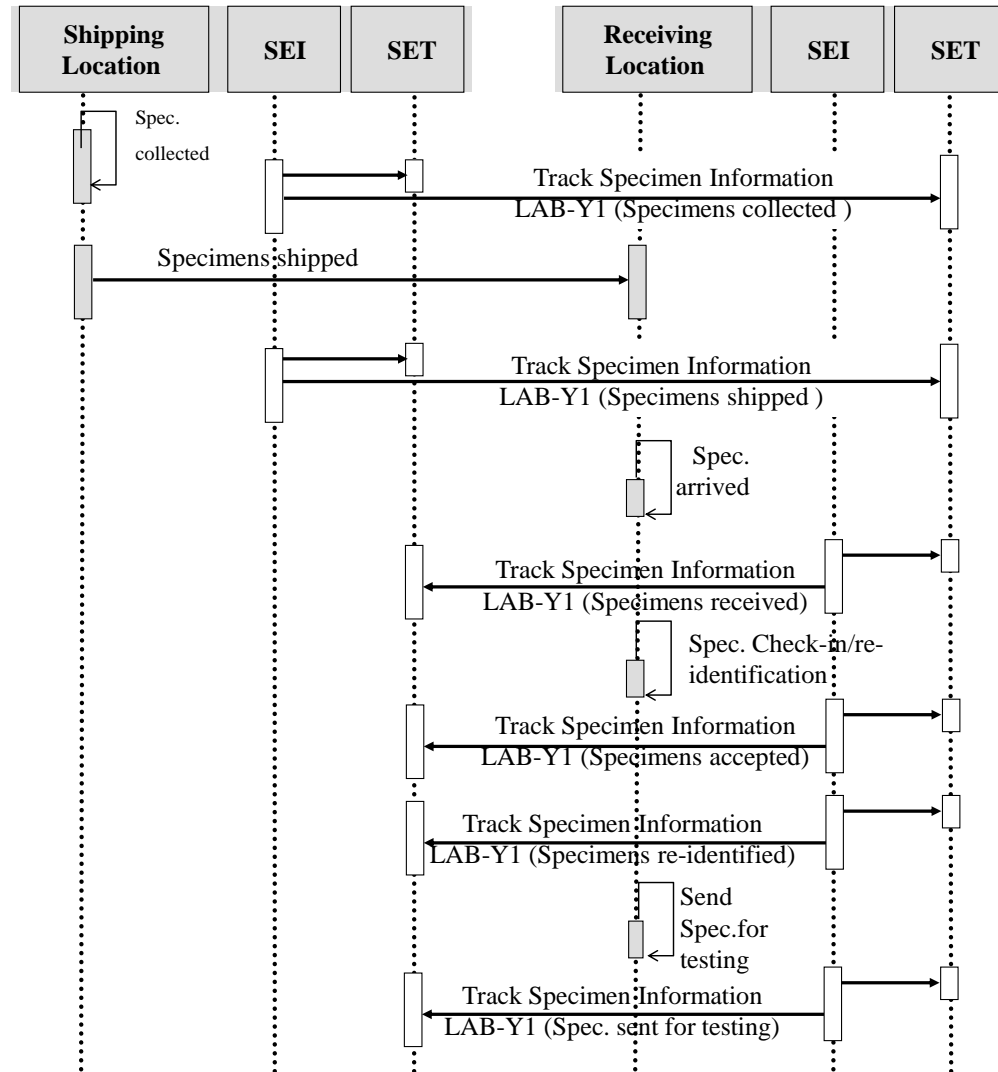 Shipping
Location
SEI
SET
Receiving
Location
SEI
SET
Spec.
collected
Track Specimen Information
LAB-Y1 (Specimens collected )
Specimens shipped
Track Specimen Information
LAB-Y1 (Specimens shipped )
Spec.
arrived
Track Specimen Information
LAB-Y1 (Specimens received)
Spec. Check-in/re-
identification
Track Specimen Information
LAB-Y1 (Specimens accepted)
Track Specimen Information
LAB-Y1 (Specimens re-identified)
Send
Spec.for
testing
Track Specimen Information
LAB-Y1 (Spec. sent for testing)